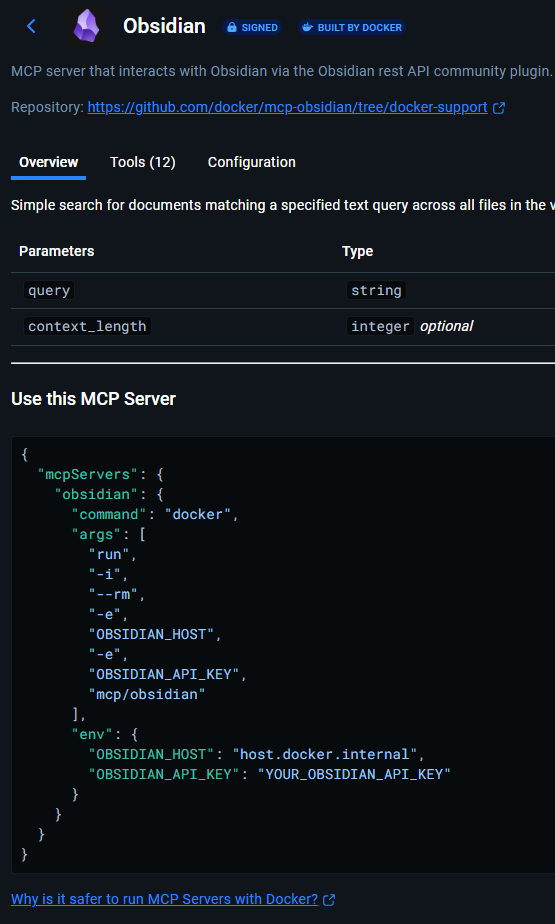 Obsidian SIGNED BUILT BY DOCKER
MCP server that interacts with Obsidian via the Obsidian rest API community plugin.
Repository: https://github.com/docker/mcp-obsidian/tree/docker-support
Overview Tools (12) Configuration
Simple search for documents matching a specified text query across all files in the v
Parameters Type
query string
context_length integer optional
Use this MCP Server
{
  "mcpServers": {
    "obsidian": {
      "command": "docker",
      "args": [
        "run",
        "-i",
        "--rm",
        "-e",
        "OBSIDIAN_HOST",
        "-e",
        "OBSIDIAN_API_KEY",
        "mcp/obsidian"
      ],
      "env": {
        "OBSIDIAN_HOST": "host.docker.internal",
        "OBSIDIAN_API_KEY": "YOUR_OBSIDIAN_API_KEY"
      }
    }
  }
}
Why is it safer to run MCP Servers with Docker?